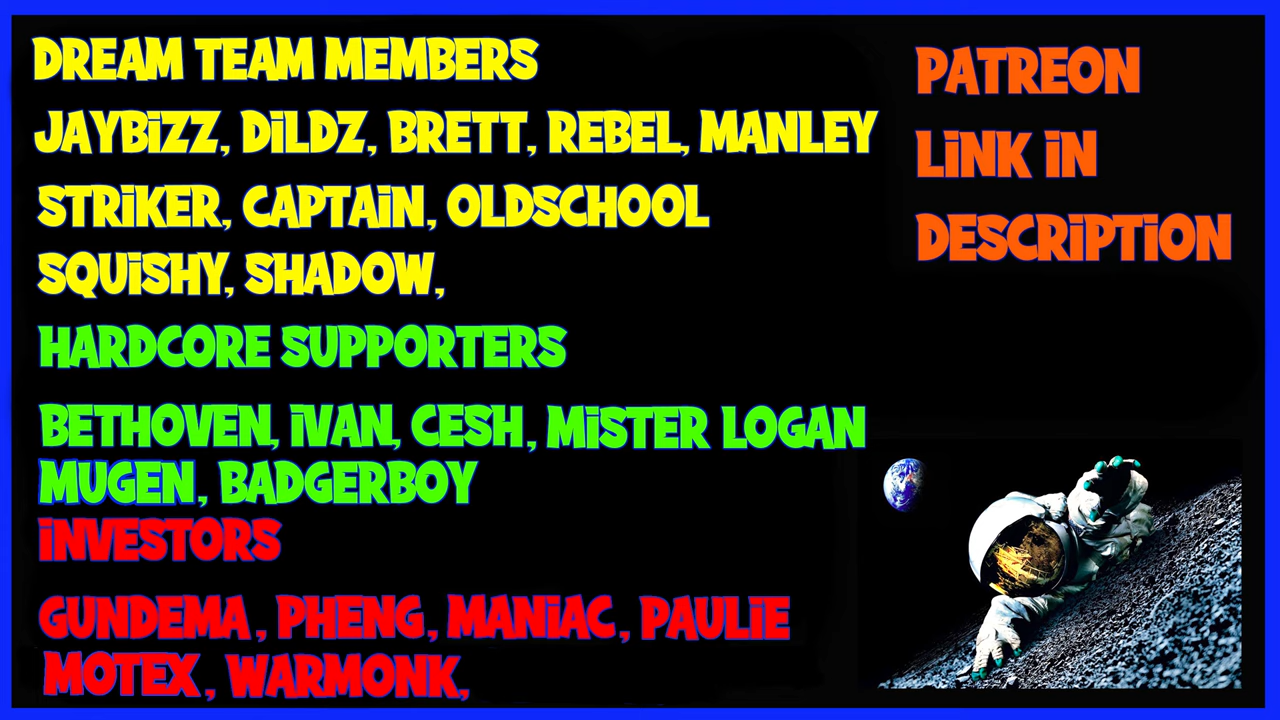 DREAM TEAM MEMBERS
JAYBiZZ, DiLDZ, BRETT, REBEL, MANLEY
STRiKER, CAPTAiN, OLDSCHOOL
SQUiSHY, SHADOW,
HARDCORE SUPPORTERS
BETHOVEN, iVAN, CESH, MiSTER LOGAN
MUGEN, BADGERBOY
iNVESTORS
GUNDEMA, PHENG, MANiAC, PAULiE
MOTEX, WARMONK,
PATREON
LiNK iN
DESCRiPTiON